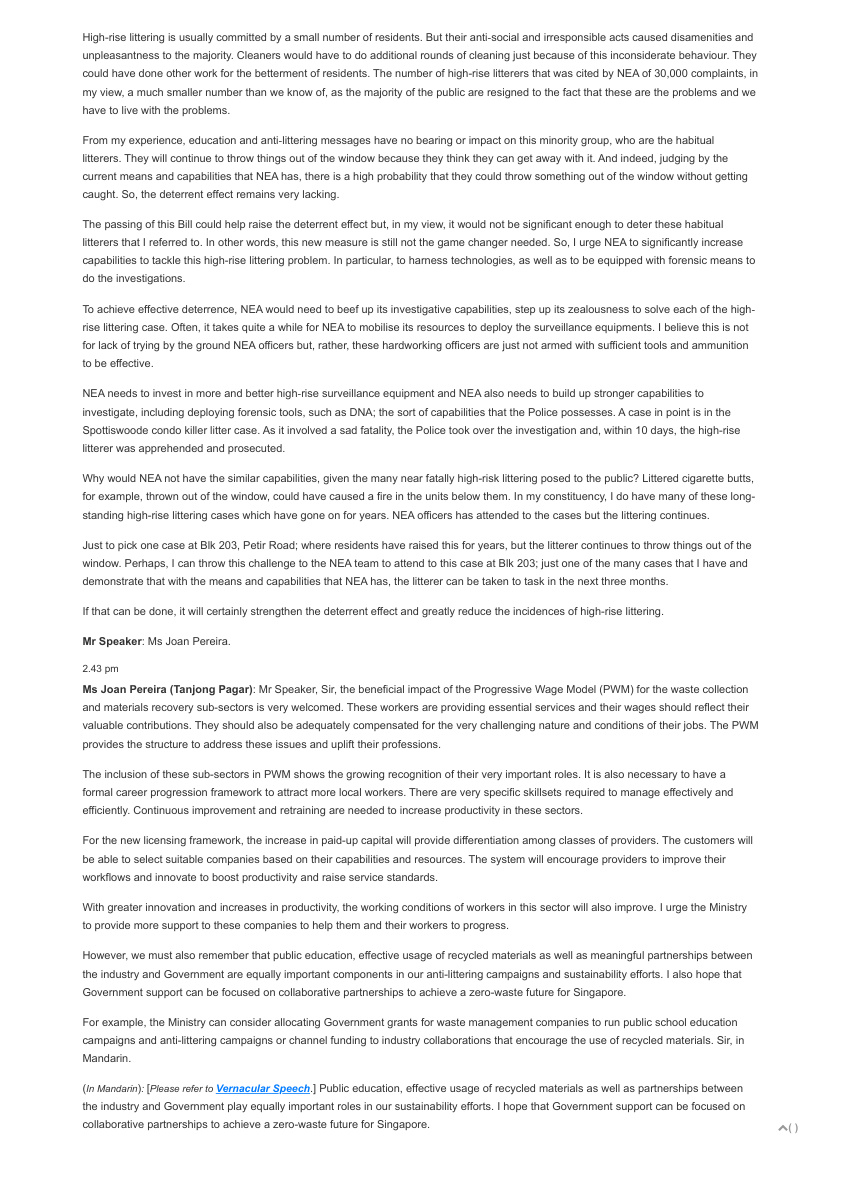 High-rise littering is usually committed by a small number of residents. But their anti-social and irresponsible acts caused disamenities and
unpleasantness to the majority. Cleaners would have to do additional rounds of cleaning just because of this inconsiderate behaviour. They
could have done other work for the betterment of residents. The number of high-rise litterers that was cited by NEA of 30,000 complaints, in
my view, a much smaller number than we know of, as the majority of the public are resigned to the fact that these are the problems and we
have to live with the problems.
From my experience, education and anti-littering messages have no bearing or impact on this minority group, who are the habitual
litterers. They will continue to throw things out of the window because they think they can get away with it. And indeed, judging by the
current means and capabilities that NEA has, there is a high probability that they could throw something out of the window without getting
caught. So, the deterrent effect remains very lacking.
The passing of this Bill could help raise the deterrent effect but, in my view, it would not be significant enough to deter these habitual
litterers that I referred to. In other words, this new measure is still not the game changer needed. So, I urge NEA to significantly increase
capabilities to tackle this high-rise littering problem. In particular, to harness technologies, as well as to be equipped with forensic means to
do the investigations.
To achieve effective deterrence, NEA would need to beef up its investigative capabilities, step up its zealousness to solve each of the high-
rise littering case. Often, it takes quite a while for NEA to mobilise its resources to deploy the surveillance equipments. I believe this is not
for lack of trying by the ground NEA officers but, rather, these hardworking officers are just not armed with sufficient tools and ammunition
to be effective.
NEA needs to invest in more and better high-rise surveillance equipment and NEA also needs to build up stronger capabilities to
investigate, including deploying forensic tools, such as DNA; the sort of capabilities that the Police possesses. A case in point is in the
Spottiswoode condo killer litter case. As it involved a sad fatality, the Police took over the investigation and, within 10 days, the high-rise
litterer was apprehended and prosecuted.
Why would NEA not have the similar capabilities, given the many near fatally high-risk littering posed to the public? Littered cigarette butts,
for example, thrown out of the window, could have caused a fire in the units below them. In my constituency, I do have many of these long-
standing high-rise littering cases which have gone on for years. NEA officers has attended to the cases but the littering continues.
Just to pick one case at Blk 203, Petir Road; where residents have raised this for years, but the litterer continues to throw things out of the
window. Perhaps, I can throw this challenge to the NEA team to attend to this case at Blk 203; just one of the many cases that I have and
demonstrate that with the means and capabilities that NEA has, the litterer can be taken to task in the next three months.
If that can be done, it will certainly strengthen the deterrent effect and greatly reduce the incidences of high-rise littering.
Mr Speaker: Ms Joan Pereira.
2.43 pm
Ms Joan Pereira (Tanjong Pagar): Mr Speaker, Sir, the beneficial impact of the Progressive Wage Model (PWM) for the waste collection
and materials recovery sub-sectors is very welcomed. These workers are providing essential services and their wages should reflect their
valuable contributions. They should also be adequately compensated for the very challenging nature and conditions of their jobs. The PWM
provides the structure to address these issues and uplift their professions.
The inclusion of these sub-sectors in PWM shows the growing recognition of their very important roles. It is also necessary to have a
formal career progression framework to attract more local workers. There are very specific skillsets required to manage effectively and
efficiently. Continuous improvement and retraining are needed to increase productivity in these sectors.
For the new licensing framework, the increase in paid-up capital will provide differentiation among classes of providers. The customers will
be able to select suitable companies based on their capabilities and resources. The system will encourage providers to improve their
workflows and innovate to boost productivity and raise service standards.
With greater innovation and increases in productivity, the working conditions of workers in this sector will also improve. I urge the Ministry
to provide more support to these companies to help them and their workers to progress.
However, we must also remember that public education, effective usage of recycled materials as well as meaningful partnerships between
the industry and Government are equally important components in our anti-littering campaigns and sustainability efforts. I also hope that
Government support can be focused on collaborative partnerships to achieve a zero-waste future for Singapore.
For example, the Ministry can consider allocating Government grants for waste management companies to run public school education
campaigns and anti-littering campaigns or channel funding to industry collaborations that encourage the use of recycled materials. Sir, in
Mandarin.
(In Mandarin): [Please refer to Vernacular Speech.] Public education, effective usage of recycled materials as well as partnerships between
the industry and Government play equally important roles in our sustainability efforts. I hope that Government support can be focused on
collaborative partnerships to achieve a zero-waste future for Singapore.
( )